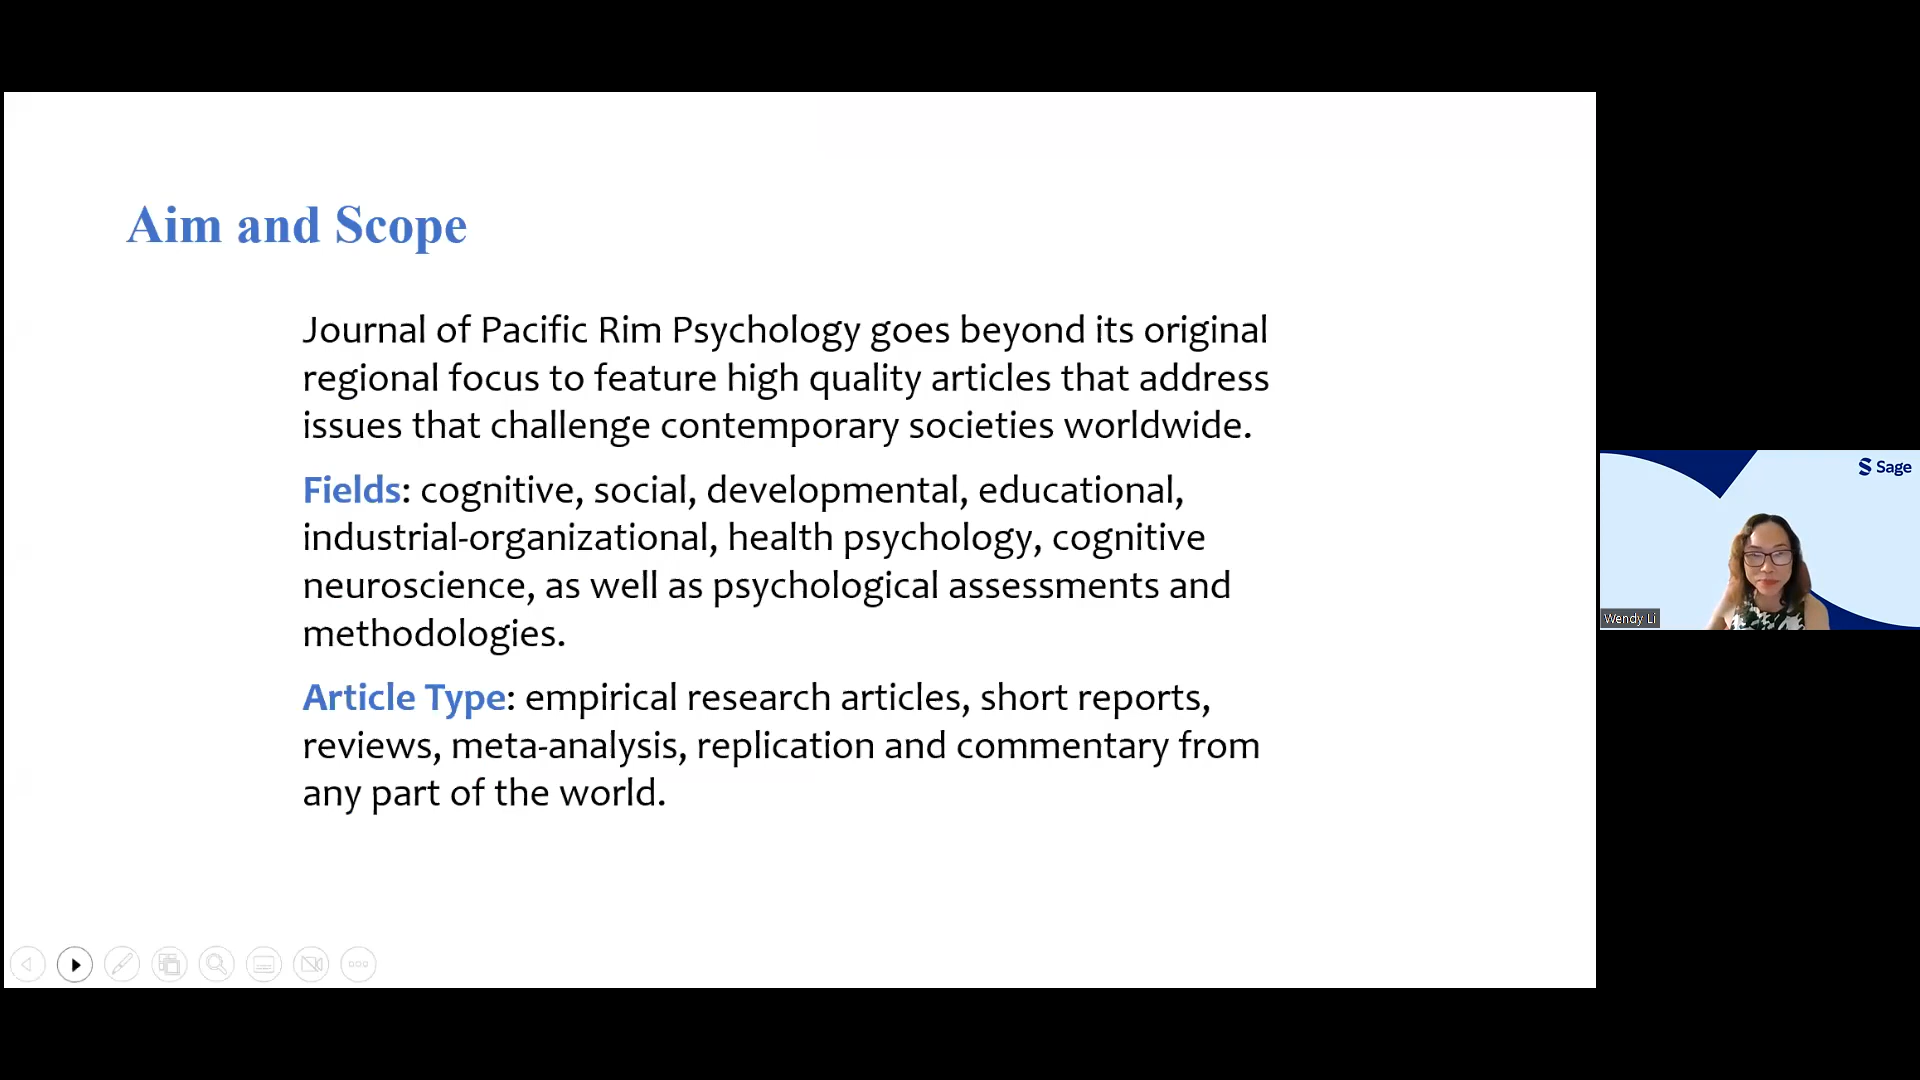 Aim and Scope
Journal of Pacific Rim Psychology goes beyond its original
regional focus to feature high quality articles that address
issues that challenge contemporary societies worldwide.
Fields: cognitive, social, developmental, educational,
industrial-organizational, health psychology, cognitive
neuroscience, as well as psychological assessments and
methodologies.
Article Type: empirical research articles, short reports,
reviews, meta-analysis, replication and commentary from
any part of the world.
Sage
Wendy Li